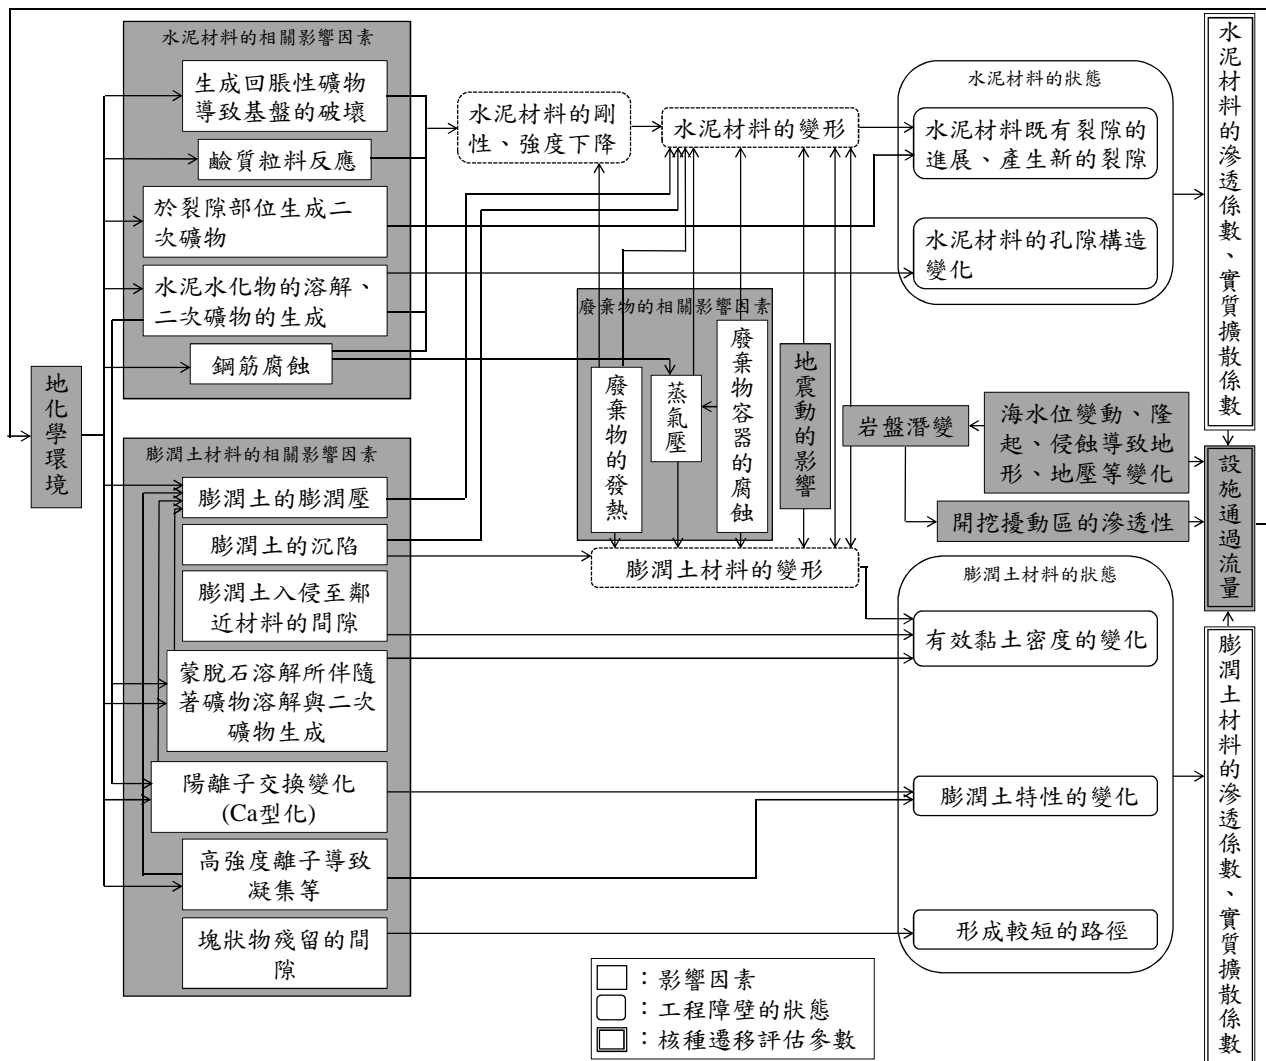 水泥材料的相關影響因素
生成回脹性礦物
導致基盤的破壞
鹼質粒料反應
於裂隙部位生成二
次礦物
水泥水化物的溶解、
二次礦物的生成
鋼筋腐蝕
地化學環境
膨潤土材料的相關影響因素
膨潤土的膨潤壓
膨潤土的沉陷
膨潤土入侵至鄰
近材料的間隙
蒙脫石溶解所伴隨
著礦物溶解與二次
礦物生成
陽離子交換變化
(Ca型化)
高強度離子導致
凝集等
塊狀物殘留的間
隙
水泥材料的剛
性、強度下降
水泥材料的變形
廢棄物的相關影響因素
廢棄物的發熱
蒸氣壓
廢棄物容器的腐蝕
地震動的影響
膨潤土材料的變形
水泥材料的狀態
水泥材料既有裂隙的
進展、產生新的裂隙
水泥材料的孔隙構造
變化
岩盤潛變
海水位變動、隆
起、侵蝕導致地
形、地壓等變化
開挖擾動區的滲透性
膨潤土材料的狀態
有效黏土密度的變化
膨潤土特性的變化
形成較短的路徑
水泥材料的滲透係數、實質擴散係數
設施通過流量
膨潤土材料的滲透係數、實質擴散係數
：影響因素
：工程障壁的狀態
：核種遷移評估參數